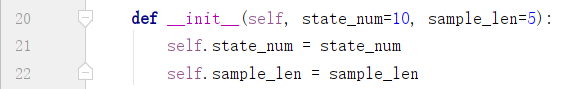 20 def __init__(self, state_num=10, sample_len=5):
21 self.state_num = state_num
22 self.sample_len = sample_len